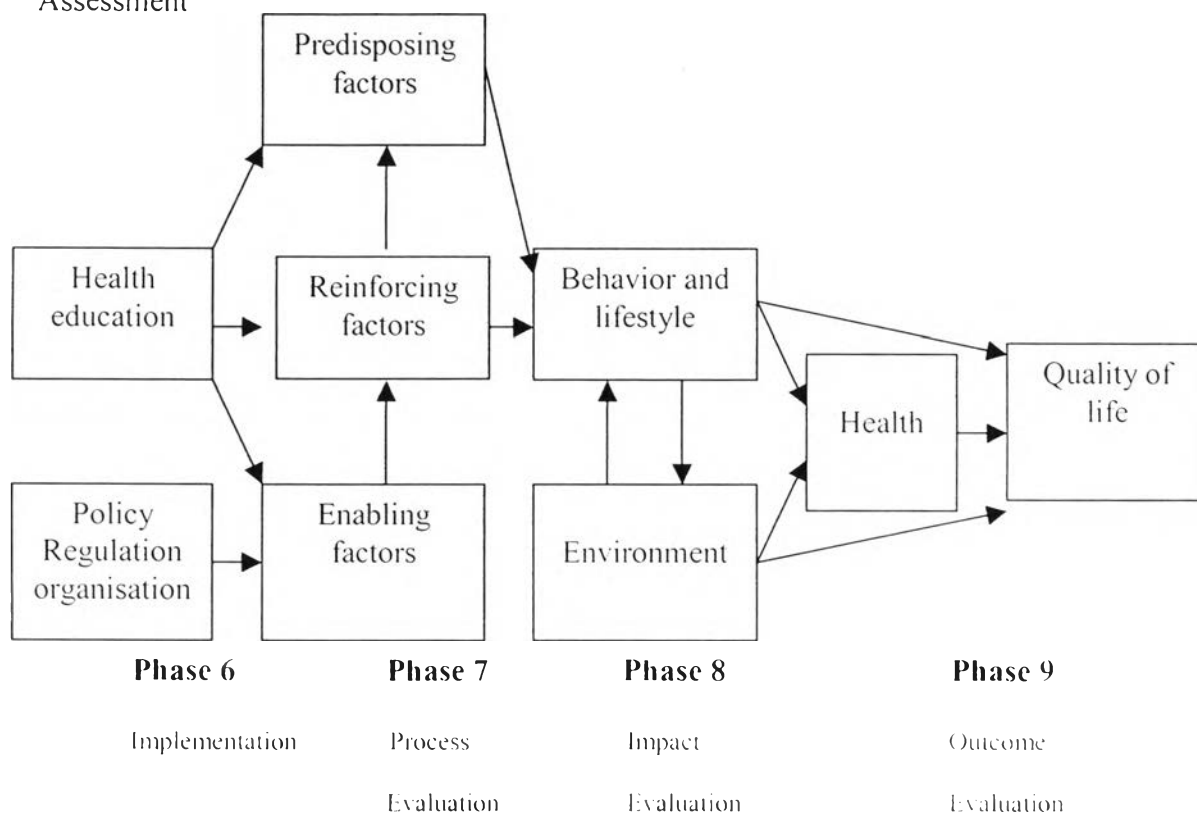 Assessment
Predisposing
factors
Health
education
Reinforcing
factors
Behavior and
lifestyle
Health
Quality of
life
Policy
Regulation
organisation
Enabling
factors
Environment
Phase 6
Phase 7
Phase 8
Phase 9
Implementation
Process
Impact
Outcome
Evaluation
Evaluation
Evaluation